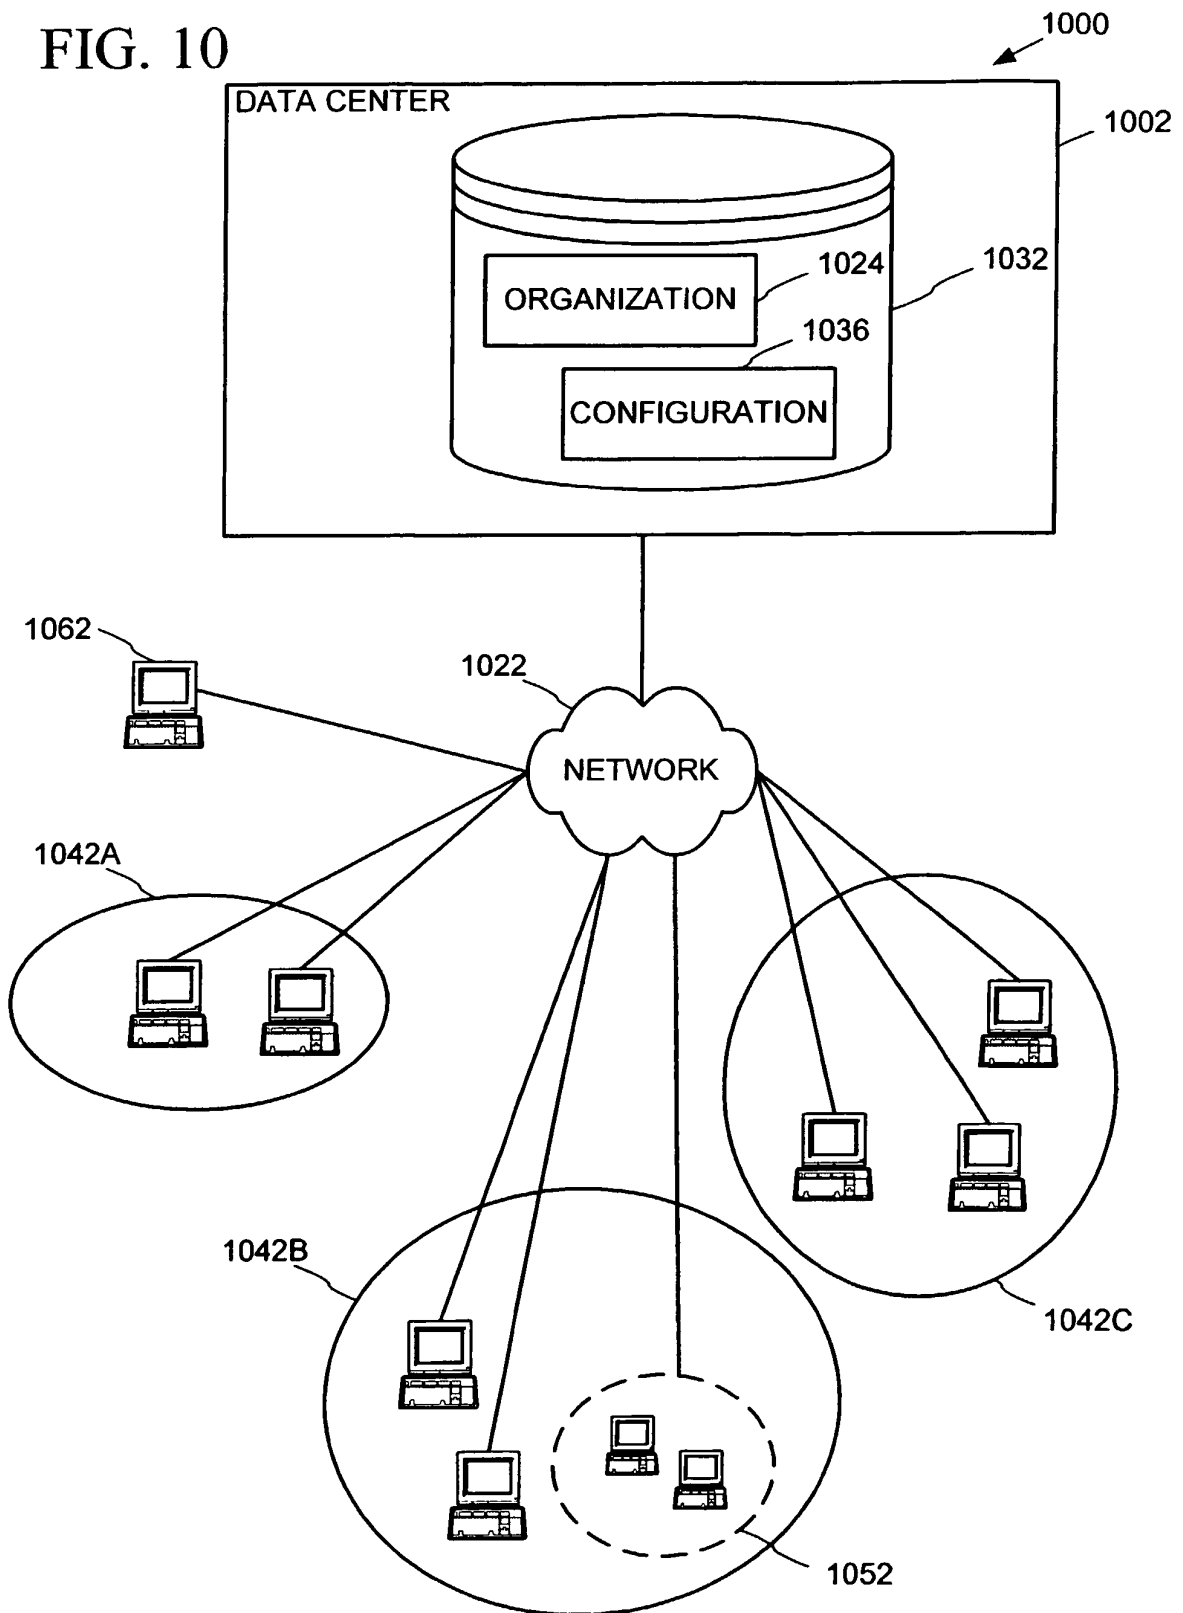 FIG. 10
1000
DATA CENTER
1002
1024
1032
ORGANIZATION
1036
CONFIGURATION
1062
1022
NETWORK
1042A
1042B
1042C
1052